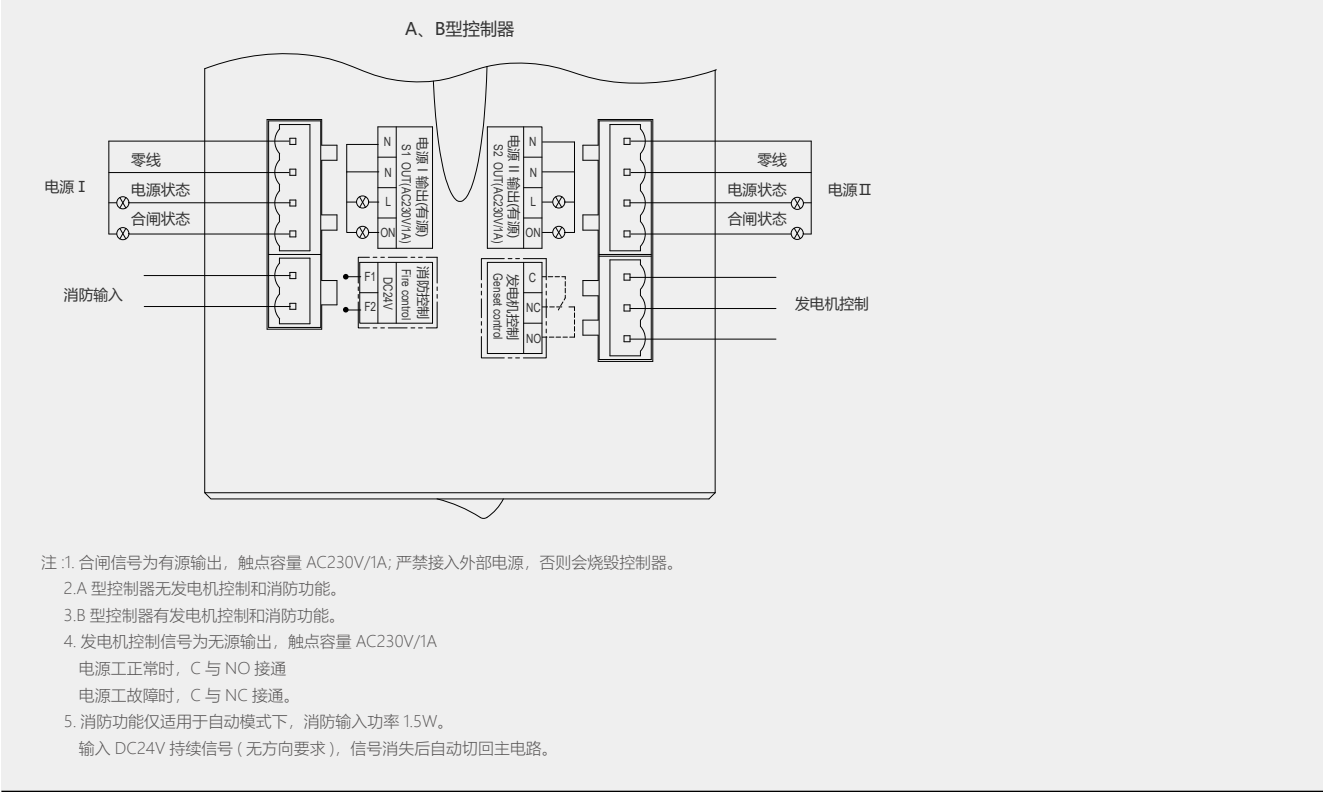 A、B型控制器
电源 I
零线
电源状态
合闸状态
消防输入
N
N
L
ON
电源 I 输出(有源)
S1 OUT(AC230V/1A)
F1
F2
DC24V
消防控制
Fire control
电源 II 输出(有源)
S2 OUT(AC230V/1A)
N
N
L
ON
发电机控制
Genset control
C
NC
NO
零线
电源状态
合闸状态
电源Ⅱ
发电机控制
注 :1. 合闸信号为有源输出，触点容量 AC230V/1A; 严禁接入外部电源，否则会烧毁控制器。
2.A 型控制器无发电机控制和消防功能。
3.B 型控制器有发电机控制和消防功能。
4. 发电机控制信号为无源输出，触点容量 AC230V/1A
电源工正常时，C 与 NO 接通
电源工故障时，C 与 NC 接通。
5. 消防功能仅适用于自动模式下，消防输入功率 1.5W。
输入 DC24V 持续信号 ( 无方向要求 )，信号消失后自动切回主电路。